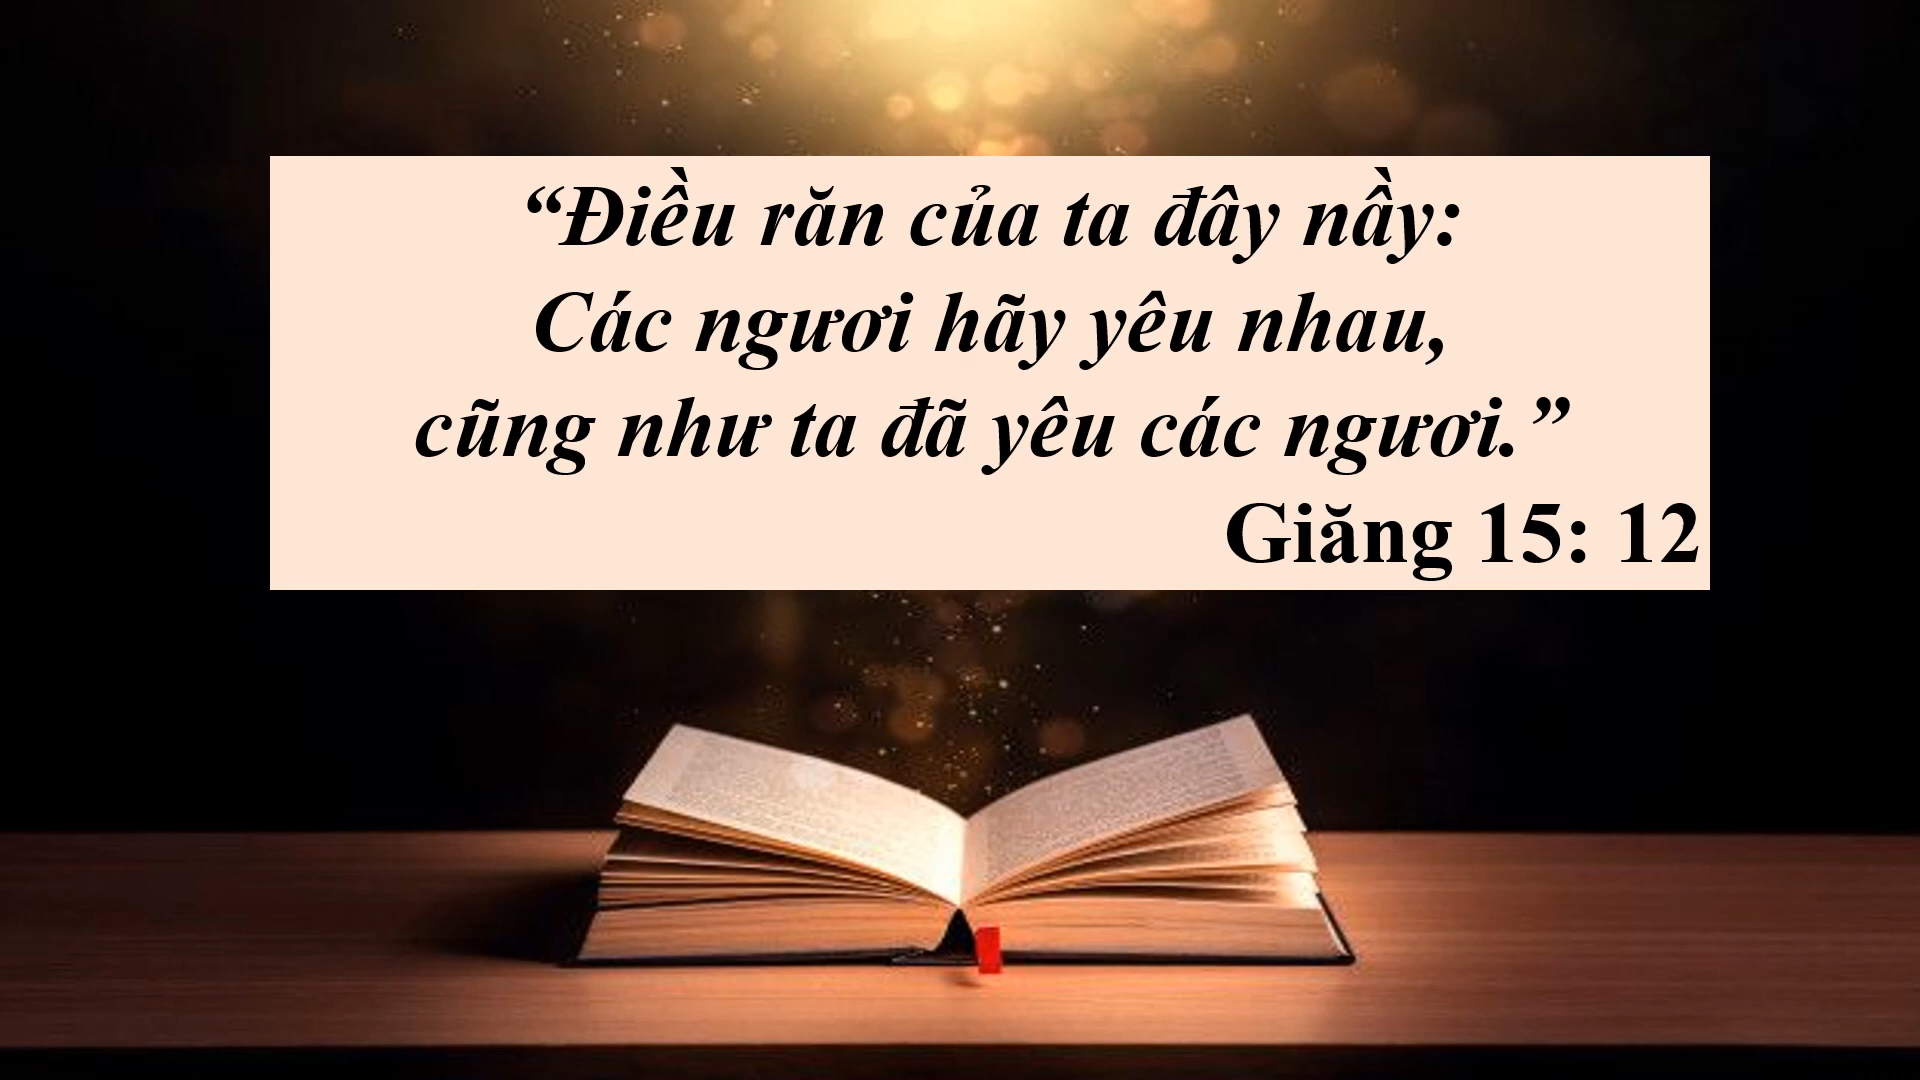 “Điều răn của ta đây nầy:
Các ngươi hãy yêu nhau,
cũng như ta đã yêu các ngươi.”
Giăng 15: 12